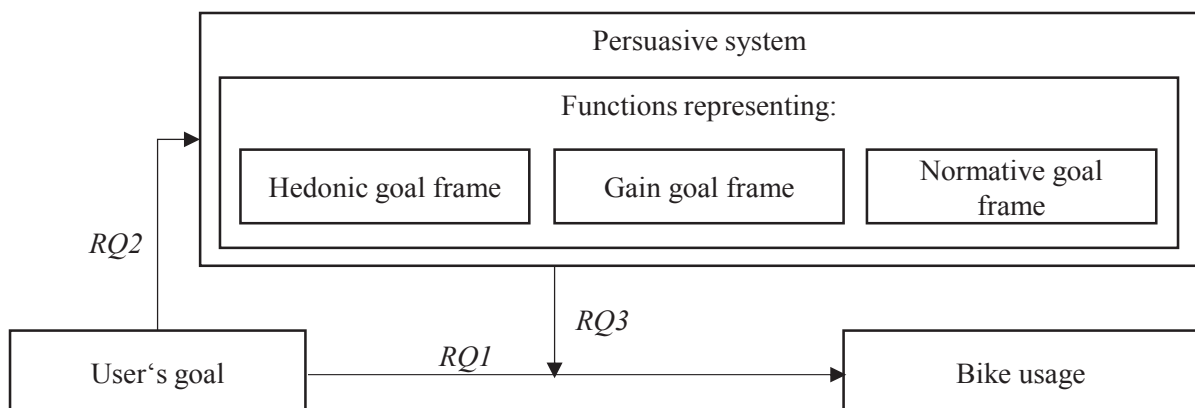 Persuasive system
Functions representing:
Hedonic goal frame
Gain goal frame
Normative goal
frame
RQ2
RQ3
RQ1
User‘s goal
Bike usage